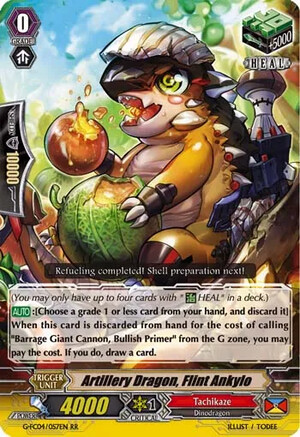 0
GRADE
+5000
HEAL
10000
Refueling completed! Shell preparation next!
(You may only have up to four cards with " HEAL" in a deck.)
AUTO:[Choose a grade 1 or less card from your hand, and discard it]
When this card is discarded from hand for the cost of calling
"Barrage Giant Cannon, Bullish Primer" from the G zone, you may
pay the cost. If you do, draw a card.
TRIGGER UNIT
Artillery Dragon, Flint Ankylo
POWER
4000
1
CRITICAL
Tachikaze
Dinodragon
G-FC04/057EN RR
ILLUST / TODEE